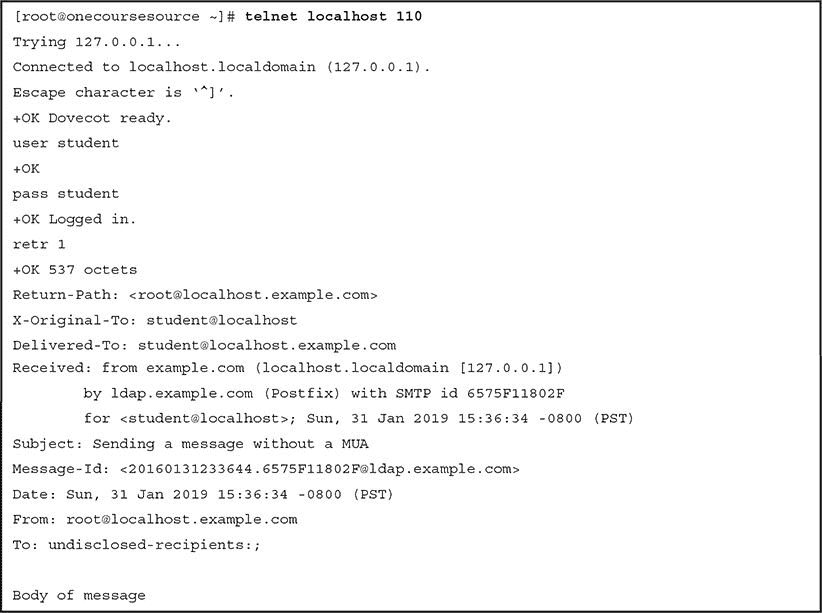 [root@onecoursesource ~]# telnet localhost 110
Trying 127.0.0.1...
Connected to localhost.localdomain (127.0.0.1).
Escape character is ‘^]’.
+OK Dovecot ready.
user student
+OK
pass student
+OK Logged in.
retr 1
+OK 537 octets
Return-Path: <root@localhost.example.com>
X-Original-To: student@localhost
Delivered-To: student@localhost.example.com
Received: from example.com (localhost.localdomain [127.0.0.1])
by ldap.example.com (Postfix) with SMTP id 6575F11802F
for <student@localhost>; Sun, 31 Jan 2019 15:36:34 -0800 (PST)
Subject: Sending a message without a MUA
Message-Id: <20160131233644.6575F11802F@ldap.example.com>
Date: Sun, 31 Jan 2019 15:36:34 -0800 (PST)
From: root@localhost.example.com
To: undisclosed-recipients:;
Body of message